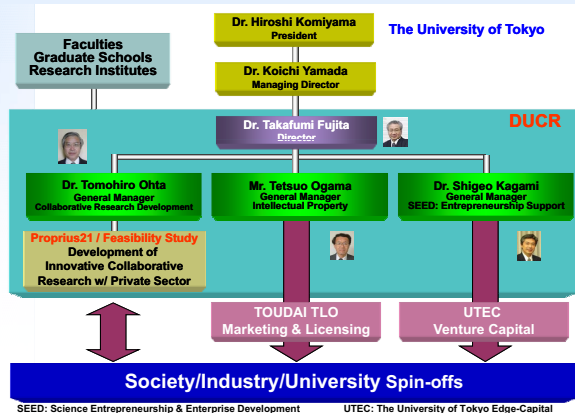 Dr. Hiroshi Komiyama
President
The University of Tokyo
Faculties
Graduate Schools
Research Institutes
Dr. Koichi Yamada
Managing Director
Dr. Takafumi Fujita
Director
DUCR
Dr. Tomohiro Ohta
General Manager
Collaborative Research Development
Mr. Tetsuo Ogama
General Manager
Intellectual Property
Dr. Shigeo Kagami
General Manager
SEED: Entrepreneurship Support
Proprius21 / Feasibility Study
Development of
Innovative Collaborative
Research w/ Private Sector
TOUDAI TLO
Marketing & Licensing
UTEC
Venture Capital
Society/Industry/University Spin-offs
SEED: Science Entrepreneurship & Enterprise Development
UTEC: The University of Tokyo Edge-Capital